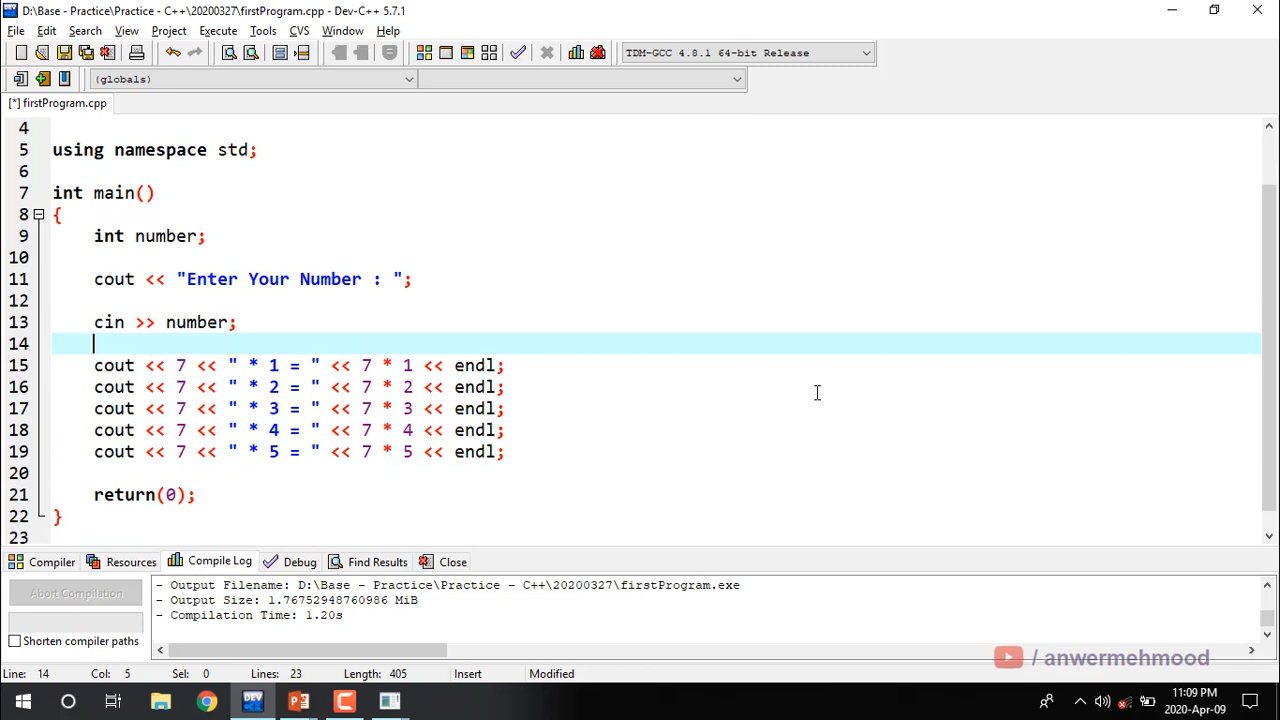 D:\Base - Practice\Practice - C++\20200327\firstProgram.cpp - Dev-C++ 5.7.1
File Edit Search View Project Execute Tools CVS Window Help
TDM-GCC 4.8.1 64-bit Release
(globals)
[*] firstProgram.cpp
4
5 using namespace std;
6
7 int main()
8 {
9 int number;
10
11 cout << "Enter Your Number : ";
12
13 cin >> number;
14
15 cout << 7 << " * 1 = " << 7 * 1 << endl;
16 cout << 7 << " * 2 = " << 7 * 2 << endl;
17 cout << 7 << " * 3 = " << 7 * 3 << endl;
18 cout << 7 << " * 4 = " << 7 * 4 << endl;
19 cout << 7 << " * 5 = " << 7 * 5 << endl;
20
21 return(0);
22 }
23
Compiler Resources Compile Log Debug Find Results Close
Abort Compilation
Shorten compiler paths
- Output Filename: D:\Base - Practice\Practice - C++\20200327\firstProgram.exe
- Output Size: 1.76752948760986 MiB
- Compilation Time: 1.20s
/ anwermehmood
Line: 14 Col: 5 Sel: 0 Lines: 23 Length: 405 Insert Modified
DEV
11:09 PM
2020-Apr-09